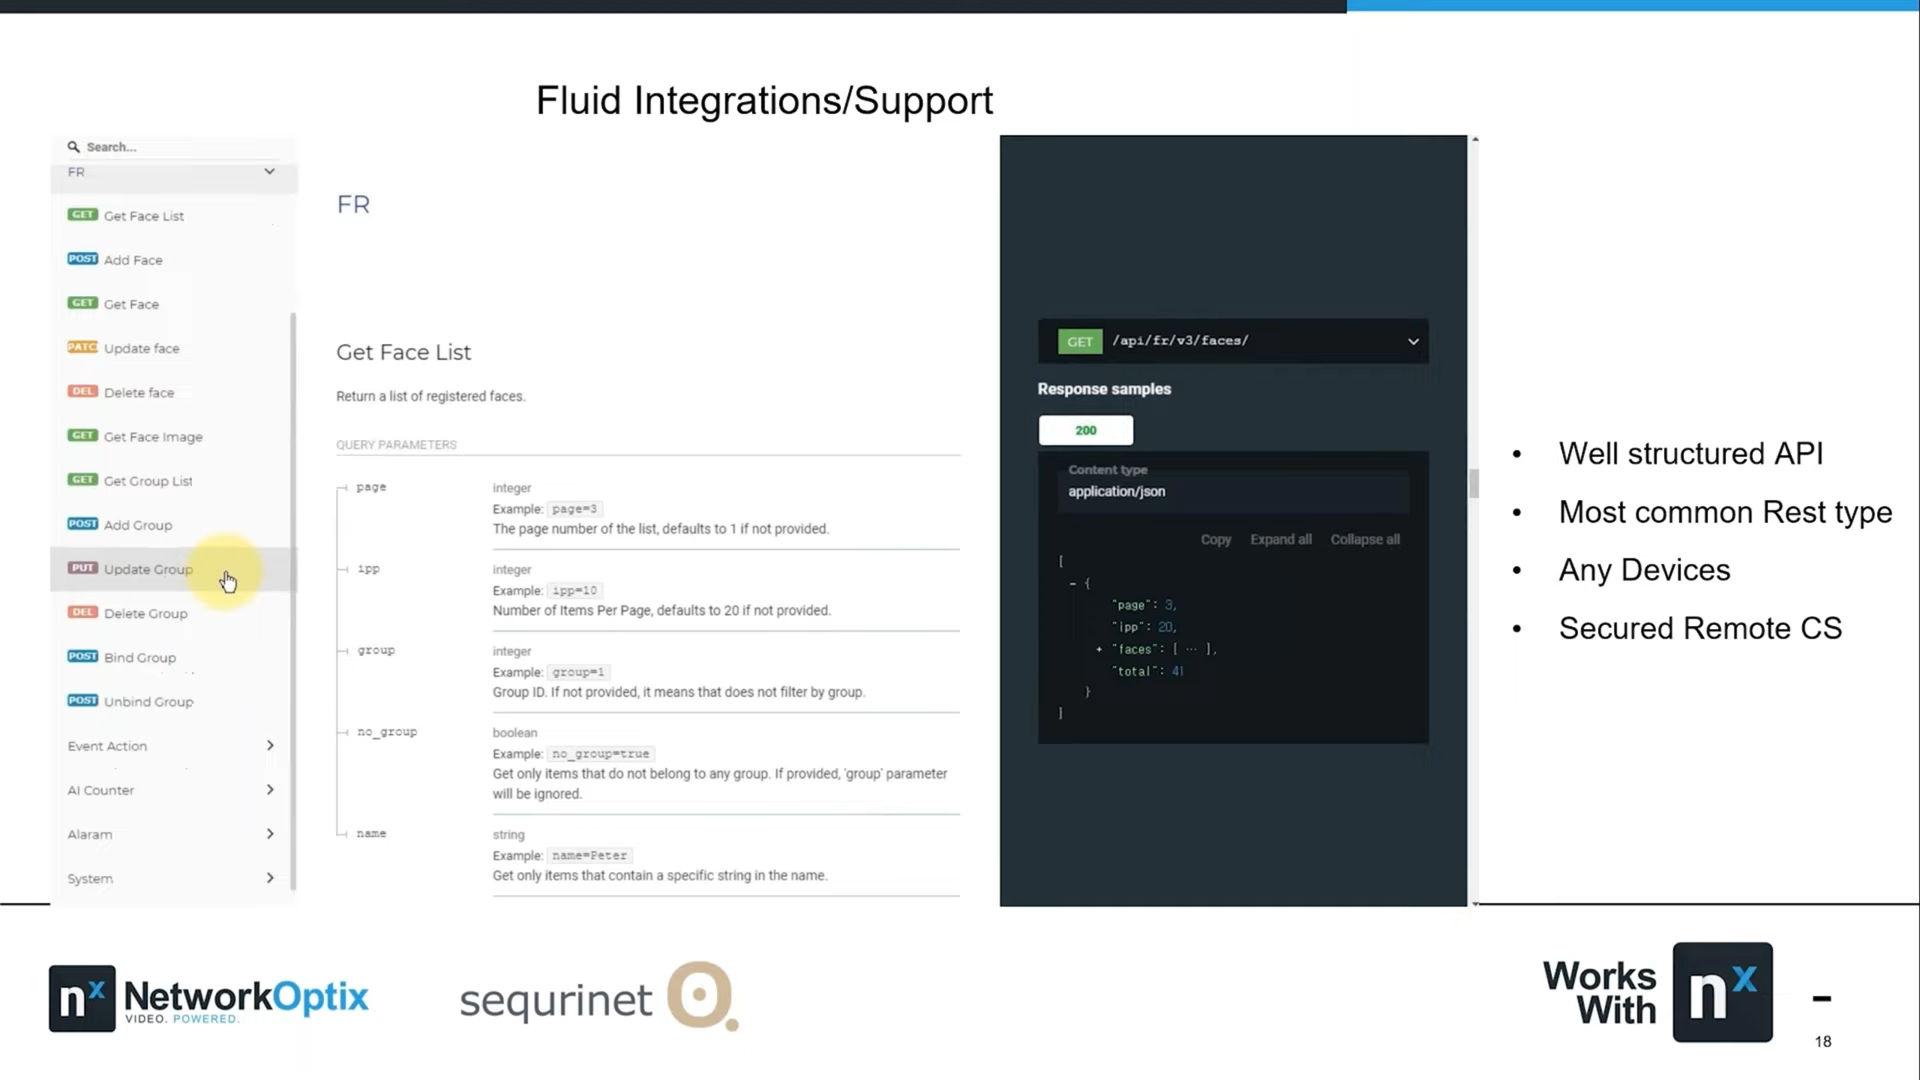 Fluid Integrations/Support
Search...
FR
GET Get Face List
POST Add Face
GET Get Face
PATC Update face
DEL Delete face
GET Get Face Image
GET Get Group List
POST Add Group
PUT Update Group
DEL Delete Group
POST Bind Group
POST Unbind Group
Event Action
AI Counter
Alaram
System
FR
Get Face List
Return a list of registered faces.
QUERY PARAMETERS
page
integer
Example: page=3
The page number of the list, defaults to 1 if not provided.
ipp
integer
Example: ipp=10
Number of Items Per Page, defaults to 20 if not provided.
group
integer
Example: group=1
Group ID. If not provided, it means that does not filter by group.
no_group
boolean
Example: no_group=true
Get only items that do not belong to any group. If provided, 'group' parameter
will be ignored.
name
string
Example: name=Peter
Get only items that contain a specific string in the name.
GET /api/fr/v3/faces/
Response samples
200
Content type
application/json
Copy Expand all Collapse all
[
- {
"page": 3,
"ipp": 20,
+ "faces": [ ... ],
"total": 41
}
]
• Well structured API
• Most common Rest type
• Any Devices
• Secured Remote CS
nx NetworkOptix
VIDEO. POWERED.
sequrinet
Works
With
nx
18